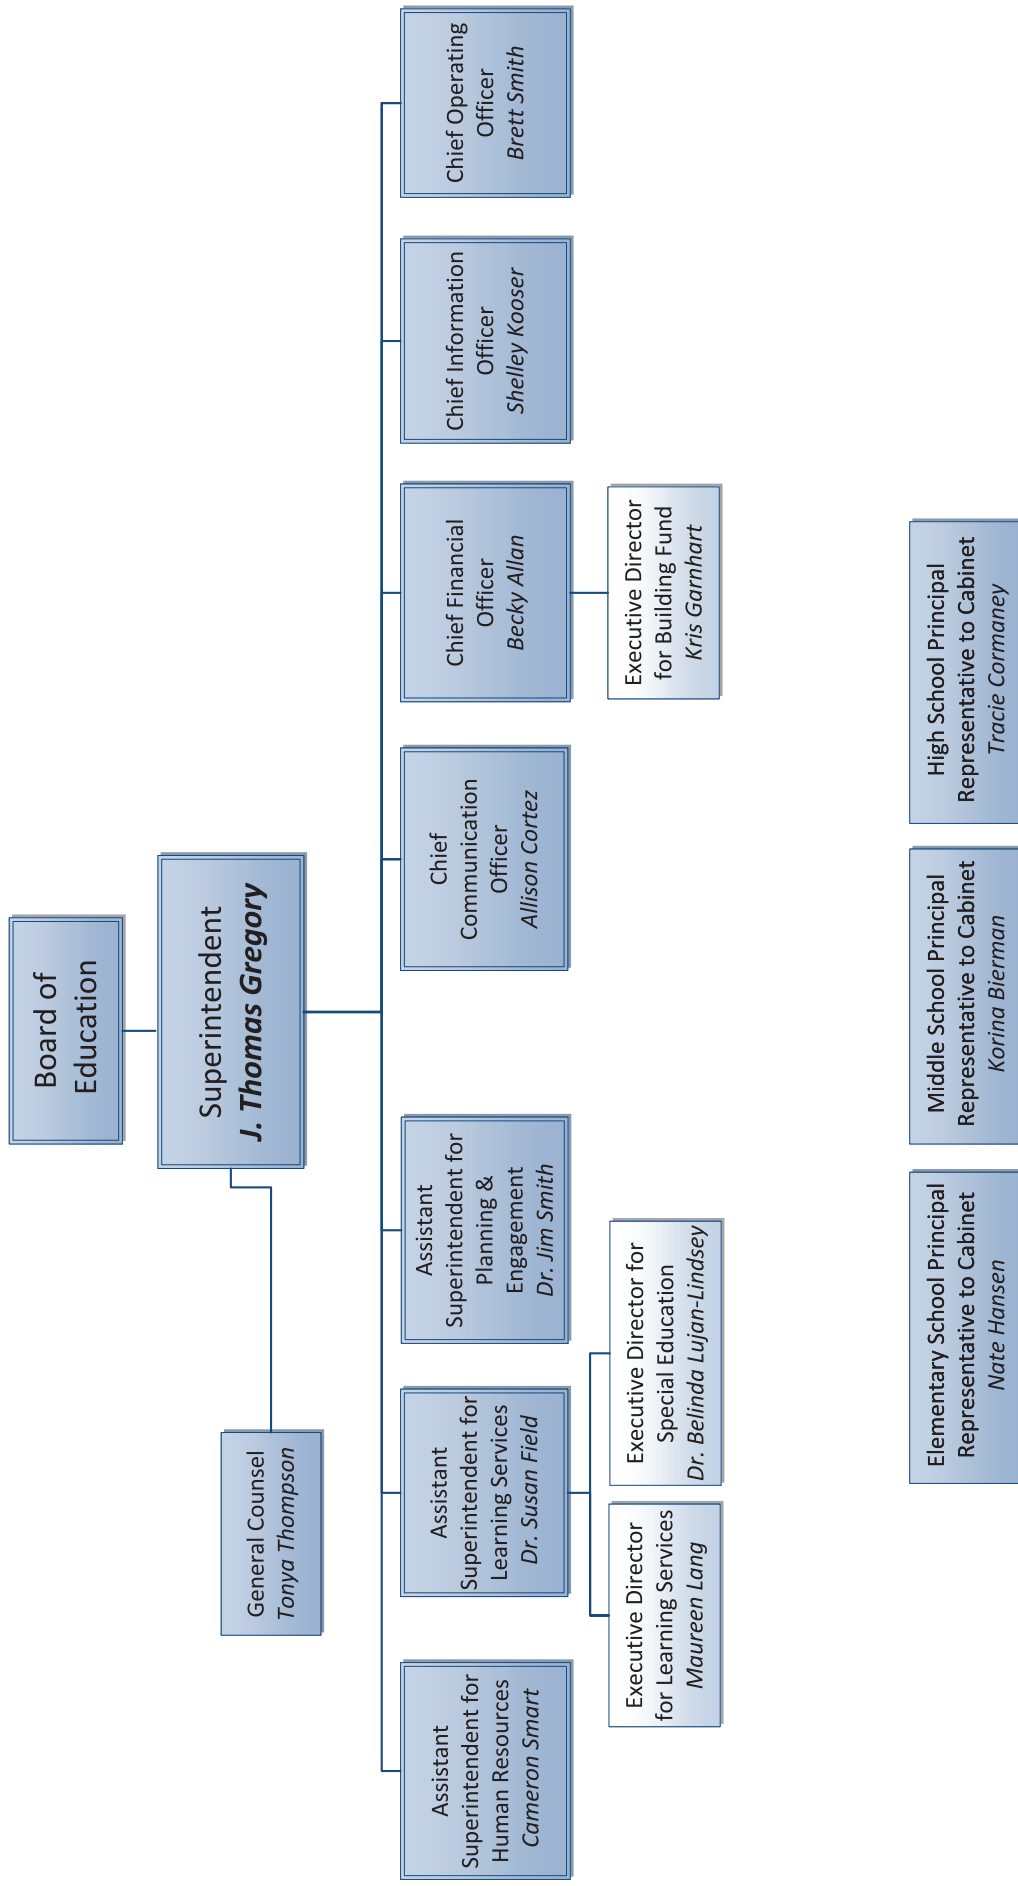 Board of
Education
Superintendent
J. Thomas Gregory
General Counsel
Tonya Thompson
Assistant
Superintendent for
Human Resources
Cameron Smart
Assistant
Superintendent for
Learning Services
Dr. Susan Field
Assistant
Superintendent for
Planning &
Engagement
Dr. Jim Smith
Chief
Communication
Officer
Allison Cortez
Chief Financial
Officer
Becky Allan
Chief Information
Officer
Shelley Kooser
Chief Operating
Officer
Brett Smith
Executive Director
for Learning Services
Maureen Lang
Executive Director for
Special Education
Dr. Belinda Lujan-Lindsey
Executive Director
for Building Fund
Kris Garnhart
Elementary School Principal
Representative to Cabinet
Nate Hansen
Middle School Principal
Representative to Cabinet
Korina Bierman
High School Principal
Representative to Cabinet
Tracie Cormaney